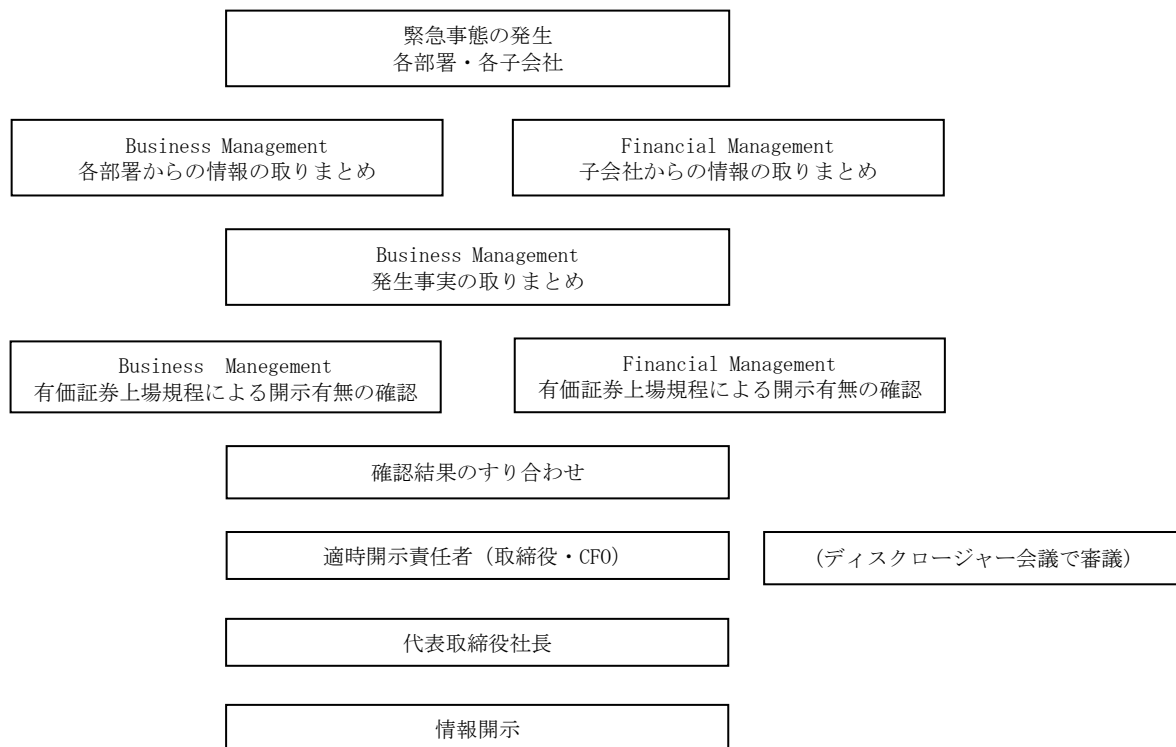 緊急事態の発生
各部署・各子会社
Business Management
各部署からの情報の取りまとめ
Financial Management
子会社からの情報の取りまとめ
Business Management
発生事実の取りまとめ
Business Manegement
有価証券上場規程による開示有無の確認
Financial Management
有価証券上場規程による開示有無の確認
確認結果のすり合わせ
適時開示責任者（取締役・CFO）
（ディスクロージャー会議で審議）
代表取締役社長
情報開示